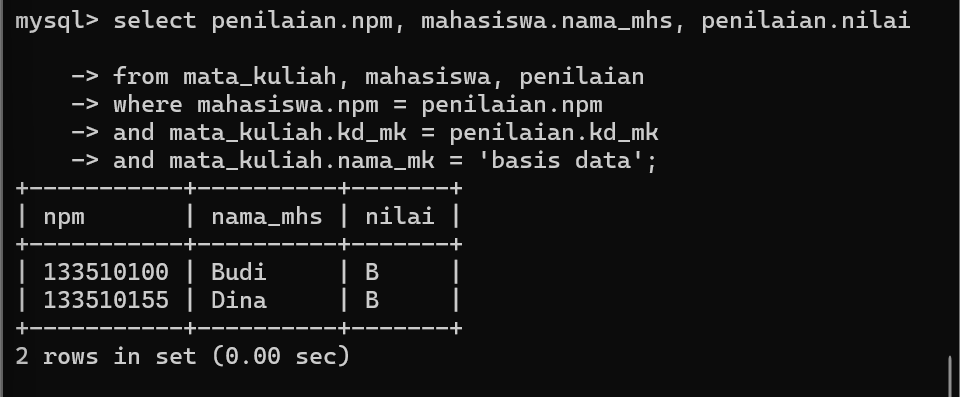 mysql> select penilaian.npm, mahasiswa.nama_mhs, penilaian.nilai
    -> from mata_kuliah, mahasiswa, penilaian
    -> where mahasiswa.npm = penilaian.npm
    -> and mata_kuliah.kd_mk = penilaian.kd_mk
    -> and mata_kuliah.nama_mk = 'basis data';
+-----------+----------+-------+
| npm       | nama_mhs | nilai |
+-----------+----------+-------+
| 133510100 | Budi     | B     |
| 133510155 | Dina     | B     |
+-----------+----------+-------+
2 rows in set (0.00 sec)